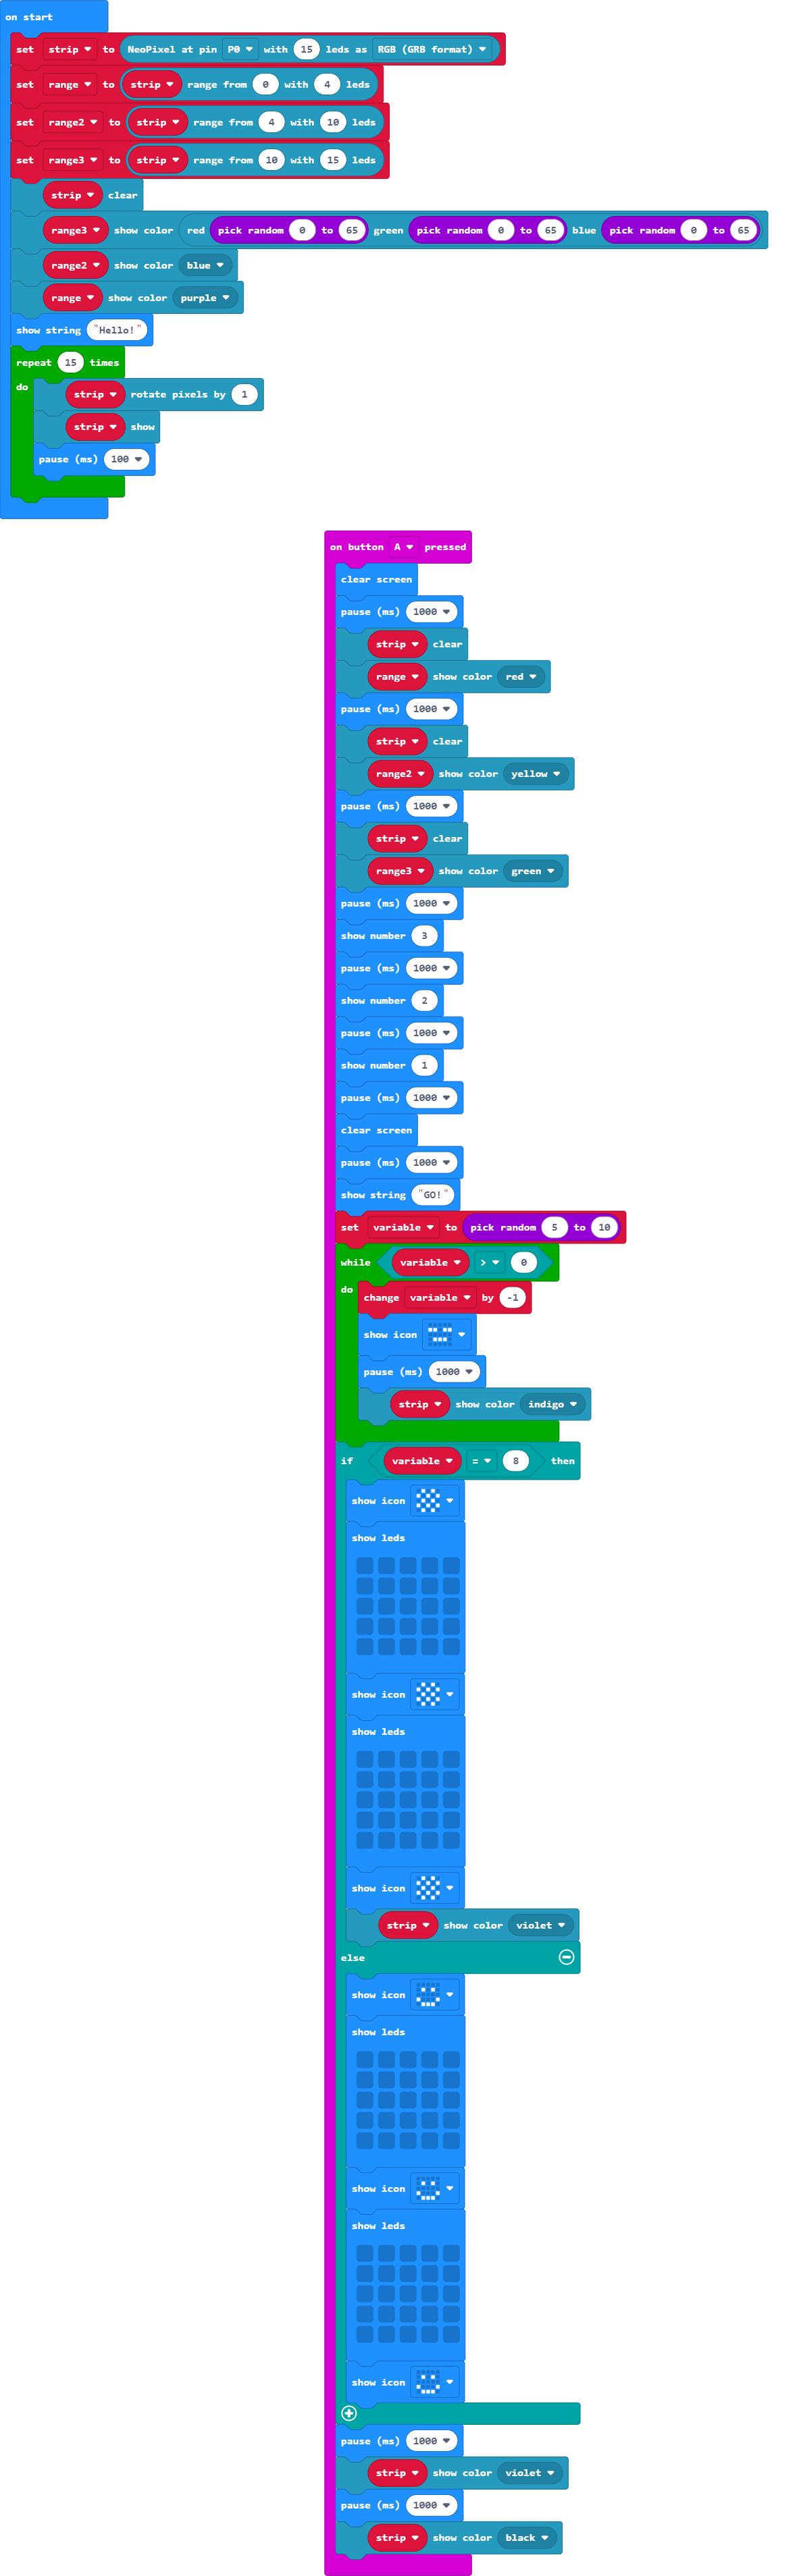 on start
set strip to NeoPixel at pin P0 with 15 leds as RGB (GRB format)
set range to strip range from 0 with 4 leds
set range2 to strip range from 4 with 10 leds
set range3 to strip range from 10 with 15 leds
strip clear
range3 show color red pick random 0 to 65 green pick random 0 to 65 blue pick random 0 to 65
range2 show color blue
range show color purple
show string "Hello!"
repeat 15 times
do
strip rotate pixels by 1
strip show
pause (ms) 100
on button A pressed
clear screen
pause (ms) 1000
strip clear
range show color red
pause (ms) 1000
strip clear
range2 show color yellow
pause (ms) 1000
strip clear
range3 show color green
pause (ms) 1000
show number 3
pause (ms) 1000
show number 2
pause (ms) 1000
show number 1
pause (ms) 1000
clear screen
pause (ms) 1000
show string "GO!"
set variable to pick random 5 to 10
while variable > 0
do
change variable by -1
show icon
pause (ms) 1000
strip show color indigo
if variable = 8 then
show icon
show leds
show icon
show leds
show icon
strip show color violet
else
show icon
show leds
show icon
show leds
show icon
pause (ms) 1000
strip show color violet
pause (ms) 1000
strip show color black